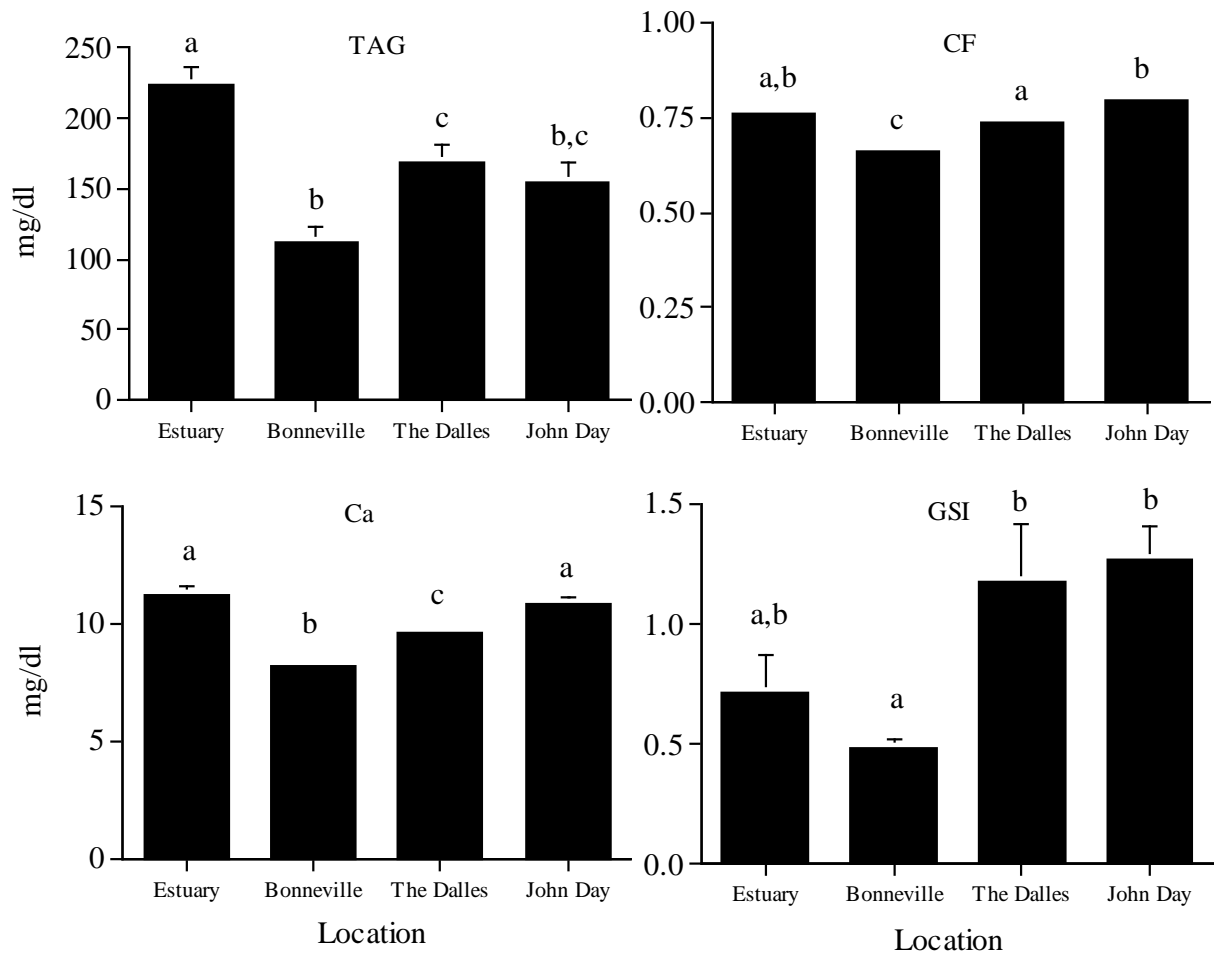 TAG
a
b
c
b,c
250
200
150
100
50
0
mg/dl
Estuary Bonneville The Dalles John Day
CF
a,b
c
a
b
1.00
0.75
0.50
0.25
0.00
Estuary Bonneville The Dalles John Day
Ca
a
b
c
a
15
10
5
0
mg/dl
Estuary Bonneville The Dalles John Day
Location
GSI
a,b
a
b
b
1.5
1.0
0.5
0.0
Estuary Bonneville The Dalles John Day
Location